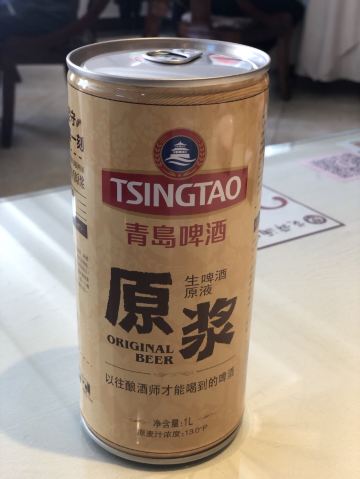 TSINGTAO
青島啤酒
原浆
生啤酒
原液
ORIGINAL
BEER
以往酿酒师才能喝到的啤酒
净含量:1L
原麦汁浓度:13.0°P